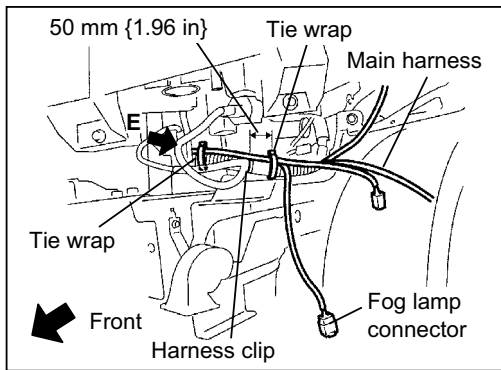 50 mm {1.96 in}
Tie wrap
Main harness
E
Tie wrap
Front
Harness clip
Fog lamp
connector